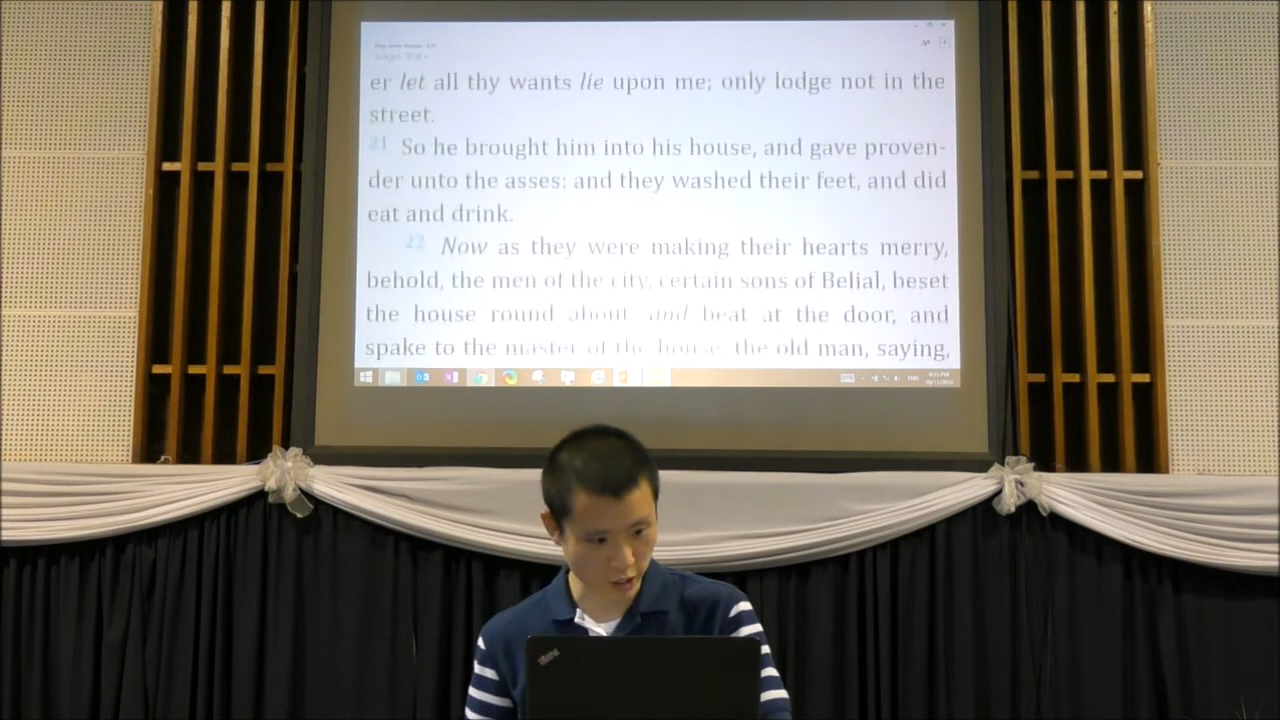 er let all thy wants lie upon me; only lodge not in the
street.
21 So he brought him into his house, and gave proven-
der unto the asses: and they washed their feet, and did
eat and drink.
22 Now as they were making their hearts merry,
behold, the men of the city, certain sons of Belial, beset
the house round about and beat at the door, and
spake to the master of the house, the old man, saying,